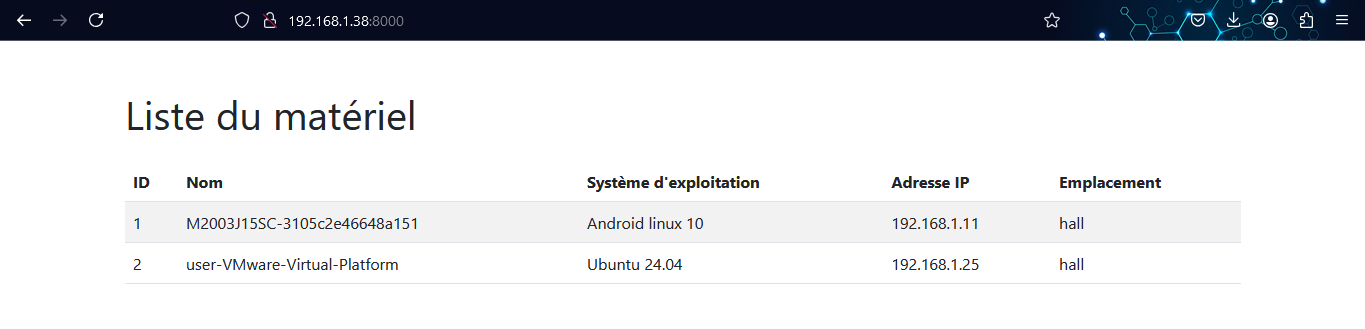 192.168.1.38:8000
Liste du matériel
ID Nom Système d'exploitation Adresse IP Emplacement
1 M2003J15SC-3105c2e46648a151 Android linux 10 192.168.1.11 hall
2 user-VMware-Virtual-Platform Ubuntu 24.04 192.168.1.25 hall